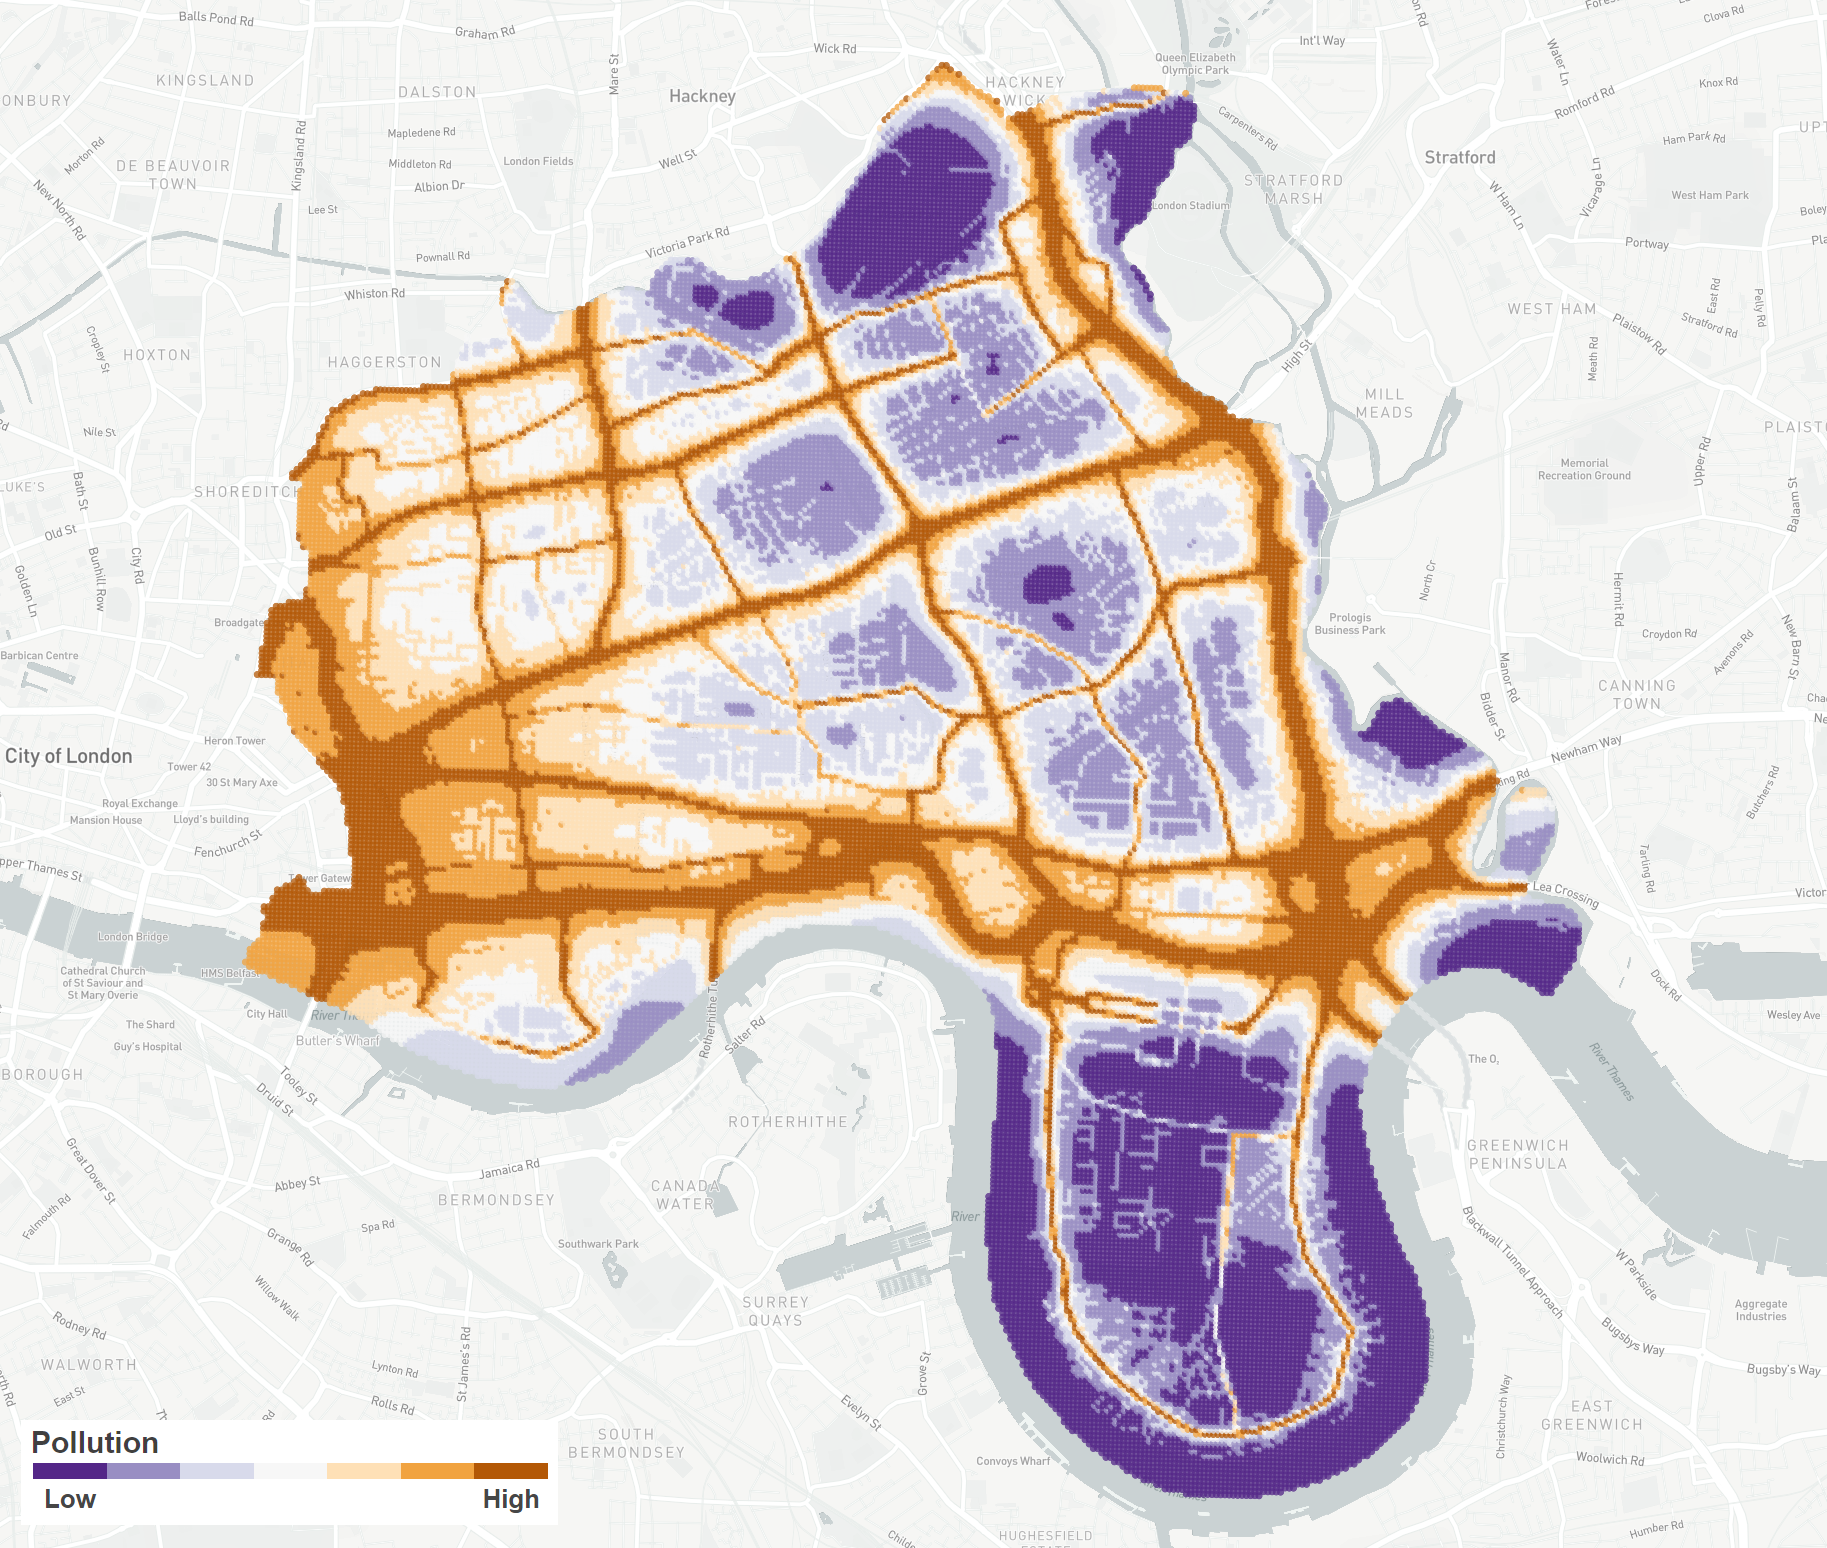 Balls Pond Rd
Graham Rd
Wick Rd
Int'l Way
Clova Rd
Queen Elizabeth
Olympic Park
Water Ln
KINGSLAND
DALSTON
Mare St
Hackney
HACKNEY
WICK
Knox Rd
Romford Rd
ONBURY
Carpenters Rd
Mapledene Rd
Ham Park Rd
UPT
Morton Rd
DE BEAUVOIR
TOWN
Kingsland Rd
Middleton Rd
London Fields
Well St
Stratford
Albion Dr
STRATFORD
MARSH
W Ham Ln
Vicarage Ln
West Ham Park
New North Rd
Lee St
London Stadium
Boley
Victoria Park Rd
Portway
Pla
Pownall Rd
Whiston Rd
WEST HAM
East Rd
Pelly Rd
Stratford Rd
Plaistow Rd
Cropley St
HOXTON
HAGGERSTON
High St
Meath Rd
MILL
MEADS
Nile St
PLAISTO
UKE'S
Bath St
SHOREDITCH
Memorial
Recreation Ground
Upper Rd
Balaam St
Old St
City Rd
Bunhill Row
Golden Ln
North Cr
Hermit Rd
Broadgate
Prologis
Business Park
Croydon Rd
New Barn St
Barbican Centre
Manor Rd
Avenons Rd
CANNING
TOWN
Cha
Bidder St
Ne
City of London
Heron Tower
Newham Way
Tower 42
30 St Mary Axe
ng Rd
Butchers Rd
Royal Exchange
Mansion House
Lloyd's building
Fenchurch St
Tarling Rd
pper Thames St
wer Gatew
Lea Crossing
Victor
London Bridge
Cathedral Church
of St Saviour and
St Mary Overie
HMS Belfas
Dock Rd
City Hall
River Th
Rotherhithe Tu
Wesley Ave
The Shard
Butler's Wharf
Salter Rd
Guy's Hospital
The O₂
River Thames
BOROUGH
Tooley St
Druid St
ROTHERHITHE
GREENWICH
PENINSULA
Great Dover St
Jamaica Rd
Abbey St
BERMONDSEY
CANADA
WATER
Falmouth Rd
Spa Rd
River
Blackwall Tunnel Approach
Grange Rd
Southwark Park
W Parkside
Willow Walk
SURREY
QUAYS
Aggregate
Industries
Rodney Rd
Bugsby's Way
Thames
WALWORTH
St James's Rd
Lynton Rd
Grove St
Bugsby's Way
East St
Rolls Rd
Evelyn St
Christchurch Way
EAST
GREENWICH
Pollution
SOUTH
BERMONDSEY
Woolwich Rd
Convoys Wharf
Low
High
Humber Rd
HUGHESFIELD
ESTATE
Childe